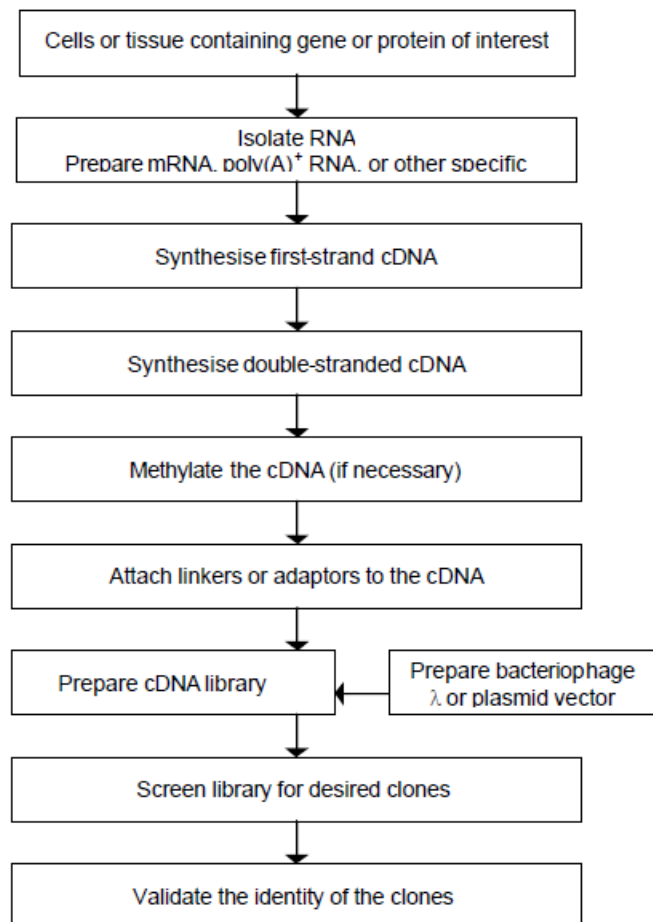 Cells or tissue containing gene or protein of interest
Isolate RNA
Prepare mRNA, poly(A)⁺ RNA, or other specific
Synthesise first-strand cDNA
Synthesise double-stranded cDNA
Methylate the cDNA (if necessary)
Attach linkers or adaptors to the cDNA
Prepare cDNA library
Prepare bacteriophage
λ or plasmid vector
Screen library for desired clones
Validate the identity of the clones